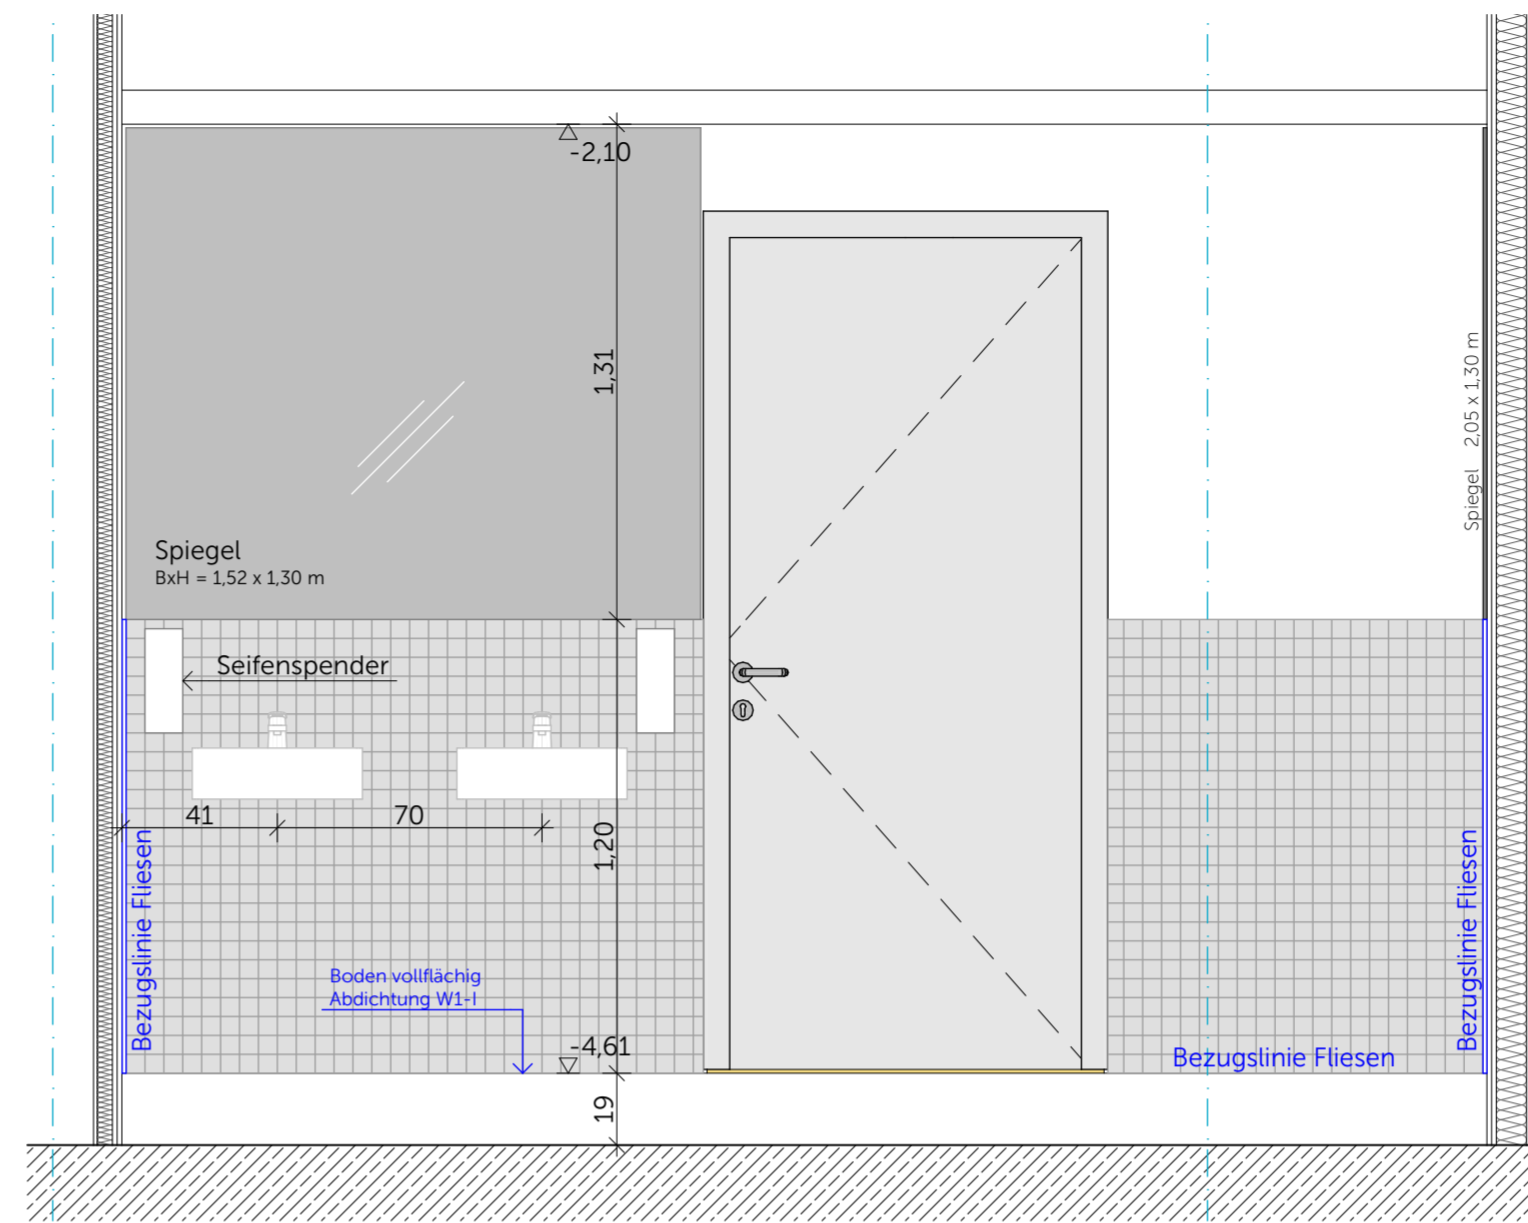 -2,10
1,31
Spiegel 2,05 x 1,30 m
Spiegel
BxH = 1,52 x 1,30 m
Seifenspender
41
70
1,20
Bezugslinie Fliesen
Bezugslinie Fliesen
Boden vollflächig
Abdichtung W1-I
-4,61
Bezugslinie Fliesen
19